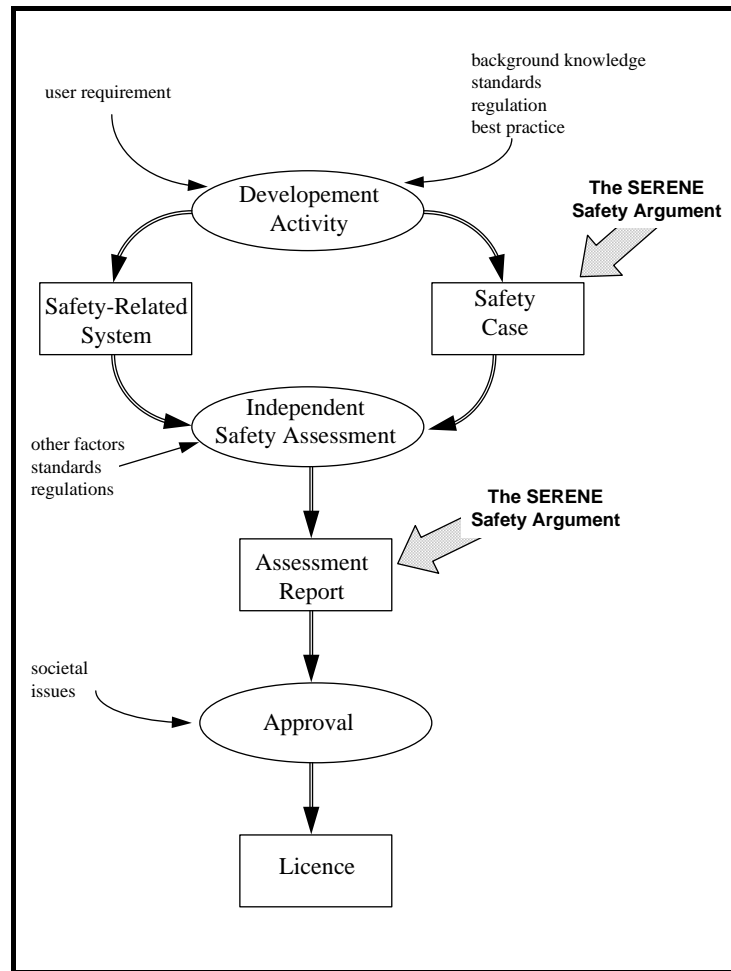 user requirement
background knowledge
standards
regulation
best practice
Developement
Activity
The SERENE
Safety Argument
Safety-Related
System
Safety
Case
Independent
Safety Assessment
other factors
standards
regulations
The SERENE
Safety Argument
Assessment
Report
societal
issues
Approval
Licence